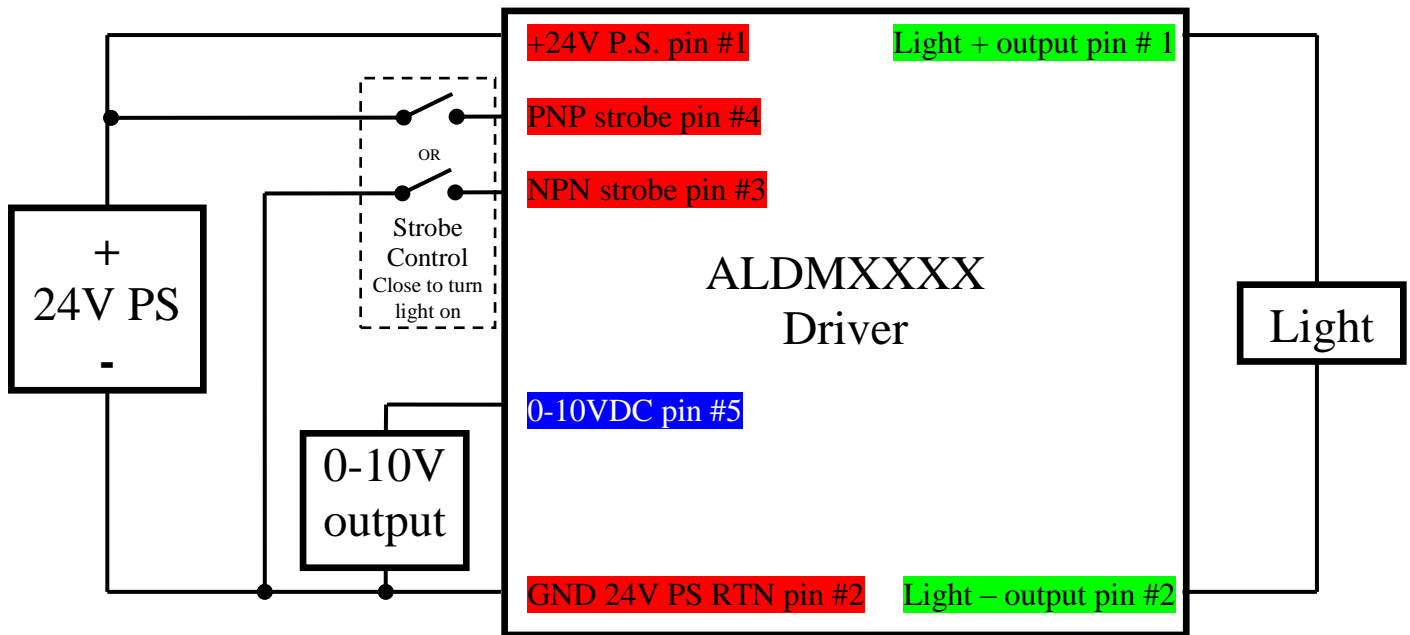 +24V P.S. pin #1
Light + output pin # 1
PNP strobe pin #4
OR
NPN strobe pin #3
Strobe
Control
Close to turn
light on
+
24V PS
-
ALDMXXXX
Driver
Light
0-10VDC pin #5
0-10V
output
GND 24V PS RTN pin #2
Light – output pin #2